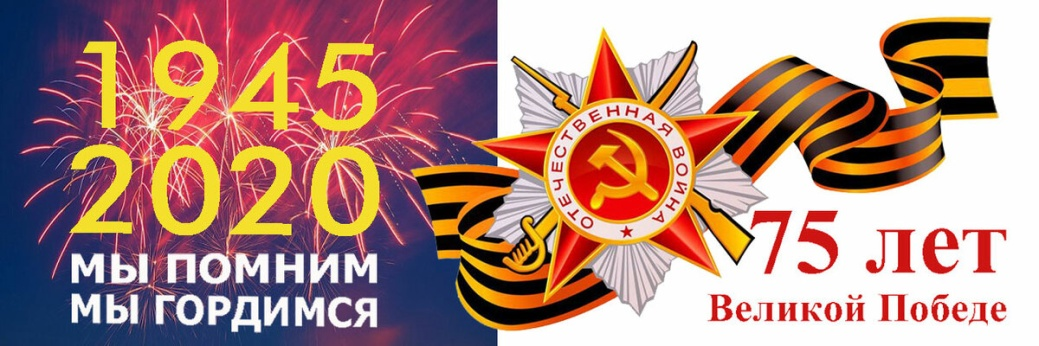 1945
2020
МЫ ПОМНИМ
МЫ ГОРДИМСЯ
ОТЕЧЕСТВЕННАЯ ВОЙНА
75 лет
Великой Победе